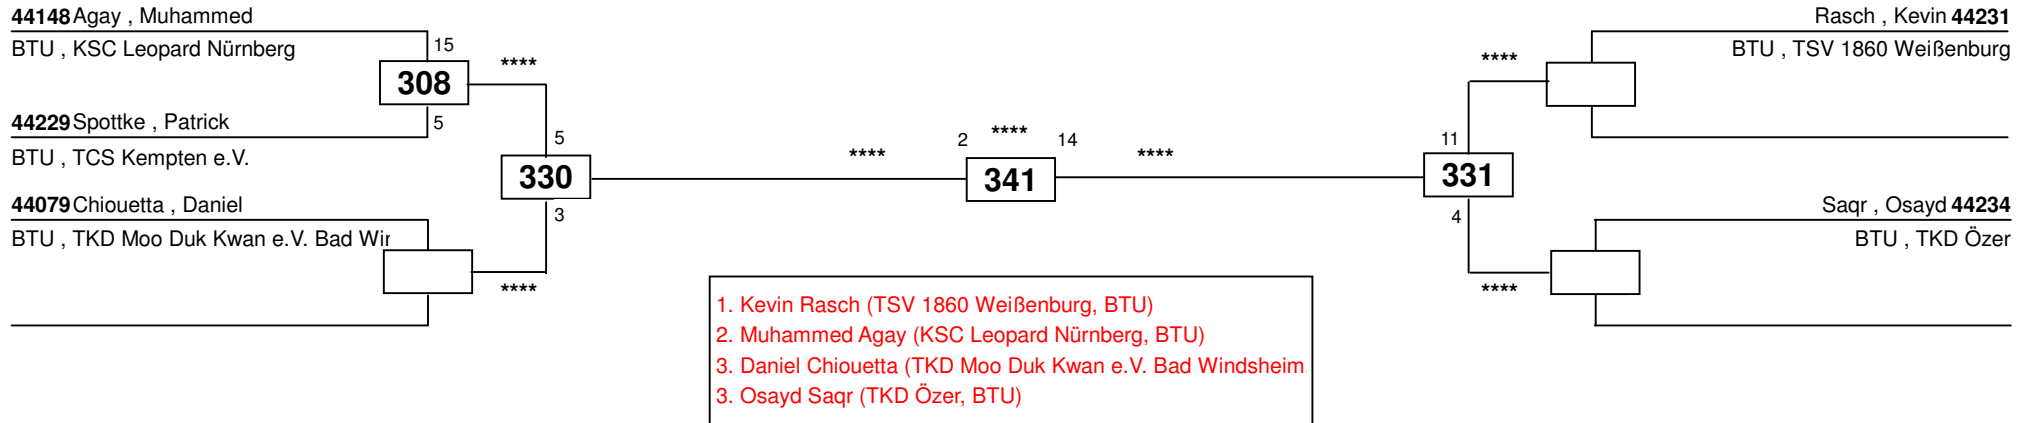 44148 Agay , Muhammed
BTU , KSC Leopard Nürnberg
15
308
****
44229 Spottke , Patrick
5
BTU , TCS Kempten e.V.
5
330
3
44079 Chiouetta , Daniel
BTU , TKD Moo Duk Kwan e.V. Bad Wir
****
****
2
****
14
341
****
Rasch , Kevin 44231
BTU , TSV 1860 Weißenburg
****
11
331
4
Saqr , Osayd 44234
BTU , TKD Özer
****
1. Kevin Rasch (TSV 1860 Weißenburg, BTU)
2. Muhammed Agay (KSC Leopard Nürnberg, BTU)
3. Daniel Chiouetta (TKD Moo Duk Kwan e.V. Bad Windsheim
3. Osayd Saqr (TKD Özer, BTU)